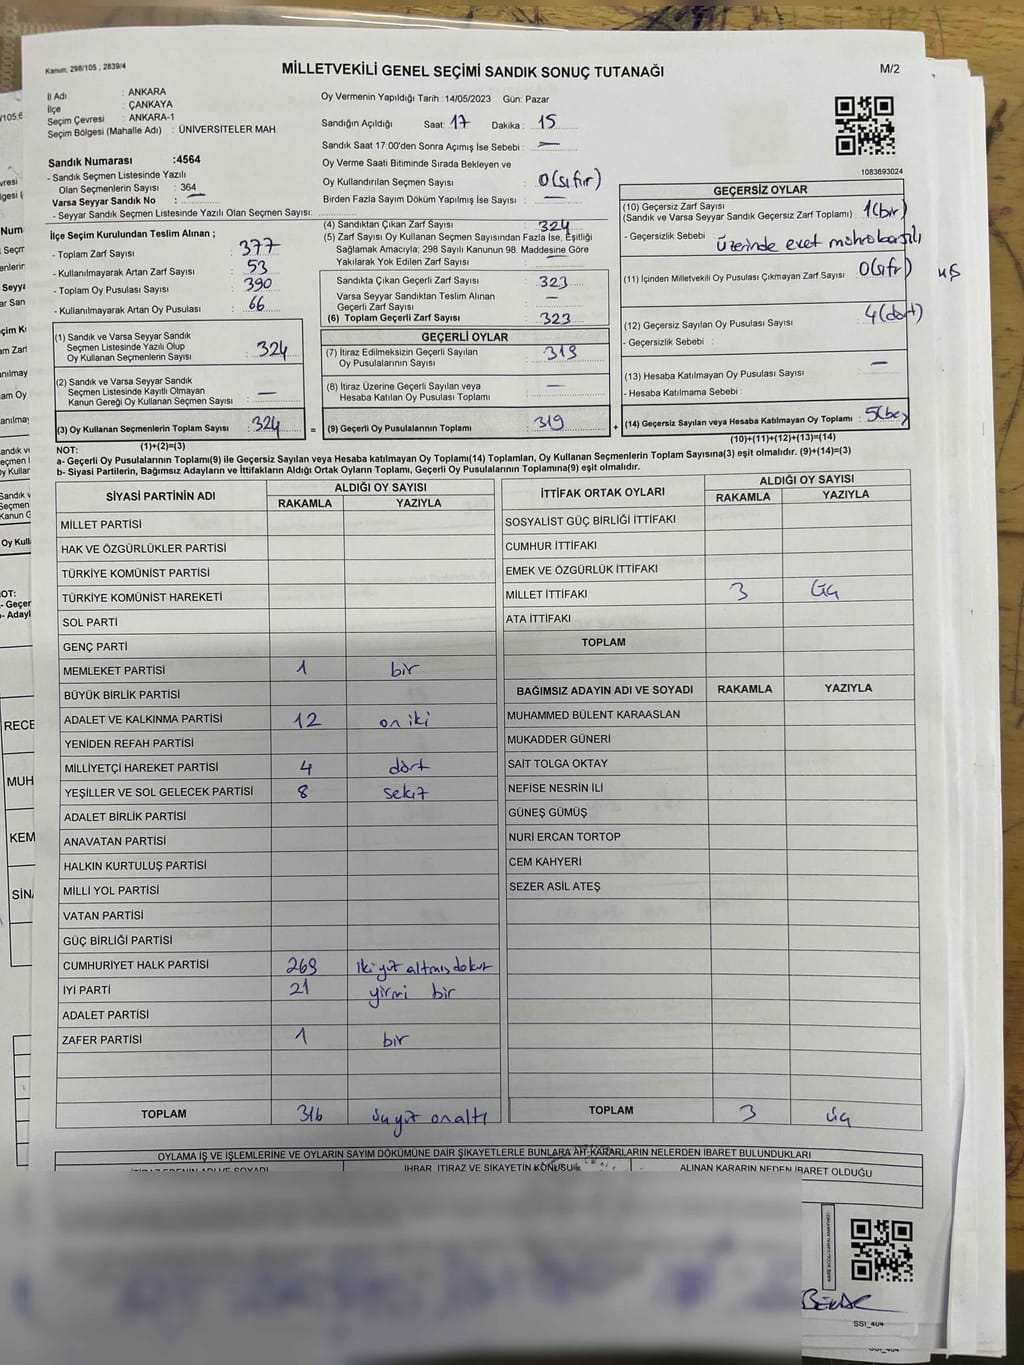 Kanun: 298/105 , 2839/4
MİLLETVEKİLİ GENEL SEÇİMİ SANDIK SONUÇ TUTANAĞI
M/2
İl Adı : ANKARA
İlçe : ÇANKAYA
Seçim Çevresi : ANKARA-1
Seçim Bölgesi (Mahalle Adı) : ÜNİVERSİTELER MAH.
Sandık Numarası :4564
- Sandık Seçmen Listesinde Yazılı
Olan Seçmenlerin Sayısı : 364
Varsa Seyyar Sandık No :
- Seyyar Sandık Seçmen Listesinde Yazılı Olan Seçmen Sayısı:
İlçe Seçim Kurulundan Teslim Alınan ;
- Toplam Zarf Sayısı : 377
- Kullanılmayarak Artan Zarf Sayısı : 53
- Toplam Oy Pusulası Sayısı : 390
- Kullanılmayarak Artan Oy Pusulası : 66
(1) Sandık ve Varsa Seyyar Sandık
Seçmen Listesinde Yazılı Olup
Oy Kullanan Seçmenlerin Sayısı : 324
(2) Sandık ve Varsa Seyyar Sandık
Seçmen Listesinde Kayıtlı Olmayan
Kanun Gereği Oy Kullanan Seçmen Sayısı : —
(3) Oy Kullanan Seçmenlerin Toplam Sayısı : 324
(1)+(2)=(3)
Oy Vermenin Yapıldığı Tarih :14/05/2023 Gün: Pazar
Sandığın Açıldığı Saat: 17 Dakika : 15
Sandık Saat 17:00'den Sonra Açımış İse Sebebi : —
Oy Verme Saati Bitiminde Sırada Bekleyen ve
Oy Kullandırılan Seçmen Sayısı : 0(sıfır)
Birden Fazla Sayım Döküm Yapılmış İse Sayısı : —
(4) Sandıktan Çıkan Zarf Sayısı : 324
(5) Zarf Sayısı Oy Kullanan Seçmen Sayısından Fazla İse, Eşitliği
Sağlamak Amacıyla; 298 Sayılı Kanunun 98. Maddesine Göre
Yakılarak Yok Edilen Zarf Sayısı :
Sandıkta Çıkan Geçerli Zarf Sayısı : 323
Varsa Seyyar Sandıktan Teslim Alınan
Geçerli Zarf Sayısı : —
(6) Toplam Geçerli Zarf Sayısı : 323
GEÇERLİ OYLAR
(7) İtiraz Edilmeksizin Geçerli Sayılan
Oy Pusulalarının Sayısı : 319
(8) İtiraz Üzerine Geçerli Sayılan veya
Hesaba Katılan Oy Pusulası Toplamı : —
= (9) Geçerli Oy Pusulalarının Toplamı : 319
1083693024
GEÇERSİZ OYLAR
(10) Geçersiz Zarf Sayısı
(Sandık ve Varsa Seyyar Sandık Geçersiz Zarf Toplamı) : 1(bir)
- Geçersizlik Sebebi : üzerinde evet mührü
(11) İçinden Milletvekili Oy Pusulası Çıkmayan Zarf Sayısı : 0(sıfır)
(12) Geçersiz Sayılan Oy Pusulası Sayısı : 4(dört)
- Geçersizlik Sebebi :
(13) Hesaba Katılmayan Oy Pusulası Sayısı : —
- Hesaba Katılmama Sebebi :
+ (14) Geçersiz Sayılan veya Hesaba Katılmayan Oy Toplamı : 5(beş)
(10)+(11)+(12)+(13)=(14)
NOT:
a- Geçerli Oy Pusulalarının Toplamı(9) ile Geçersiz Sayılan ve Hesaba Katılmayan Oy Pusulası(14) Toplamları, Oy Kullanan Seçmenlerin Toplam Sayısına(3) eşit olmalıdır. (9)+(14)=(3)
b- Siyasi Partilerin, Bağımsız Adayların ve İttifakların Aldığı Ortak Oyların Toplamı, Geçerli Oy Pusulalarının Toplamına(9) eşit olmalıdır.
SİYASİ PARTİNİN ADI ALDIĞI OY SAYISI
RAKAMLA YAZIYLA
MİLLET PARTİSİ
HAK VE ÖZGÜRLÜKLER PARTİSİ
TÜRKİYE KOMÜNİST PARTİSİ
TÜRKİYE KOMÜNİST HAREKETİ
SOL PARTİ
GENÇ PARTİ
MEMLEKET PARTİSİ 1 bir
BÜYÜK BİRLİK PARTİSİ
ADALET VE KALKINMA PARTİSİ 12 on iki
YENİDEN REFAH PARTİSİ
MİLLİYETÇİ HAREKET PARTİSİ 4 dört
YEŞİLLER VE SOL GELECEK PARTİSİ 8 sekiz
ADALET BİRLİK PARTİSİ
ANAVATAN PARTİSİ
HALKIN KURTULUŞ PARTİSİ
MİLLİ YOL PARTİSİ
VATAN PARTİSİ
GÜÇ BİRLİĞİ PARTİSİ
CUMHURİYET HALK PARTİSİ 269 iki yüz altmış dokuz
İYİ PARTİ 21 yirmi bir
ADALET PARTİSİ
ZAFER PARTİSİ 1 bir
TOPLAM 316 üçyüz onaltı
İTTİFAK ORTAK OYLARI ALDIĞI OY SAYISI
RAKAMLA YAZIYLA
SOSYALİST GÜÇ BİRLİĞİ İTTİFAKI
CUMHUR İTTİFAKI
EMEK VE ÖZGÜRLÜK İTTİFAKI
MİLLET İTTİFAKI 3 üç
ATA İTTİFAKI
TOPLAM
BAĞIMSIZ ADAYIN ADI VE SOYADI RAKAMLA YAZIYLA
MUHAMMED BÜLENT KARAASLAN
MUKADDER GÜNERİ
SAİT TOLGA OKTAY
NEFİSE NESRİN İLİ
GÜNEŞ GÜMÜŞ
NURİ ERCAN TORTOP
CEM KAHYERİ
SEZER ASİL ATEŞ
TOPLAM 3 üç
OYLAMA İŞ VE İŞLEMLERİNE VE OYLARIN SAYIM DÖKÜMÜNE DAİR ŞİKAYETLERLE BUNLARA AİT KARARLARIN NELERDEN İBARET BULUNDUKLARI
İTİRAZ EDENİN ADI VE SOYADI İHBAR, İTİRAZ VE ŞİKAYETİN KONUSU ALINAN KARARIN NEDEN İBARET OLDUĞU
SSİ_404